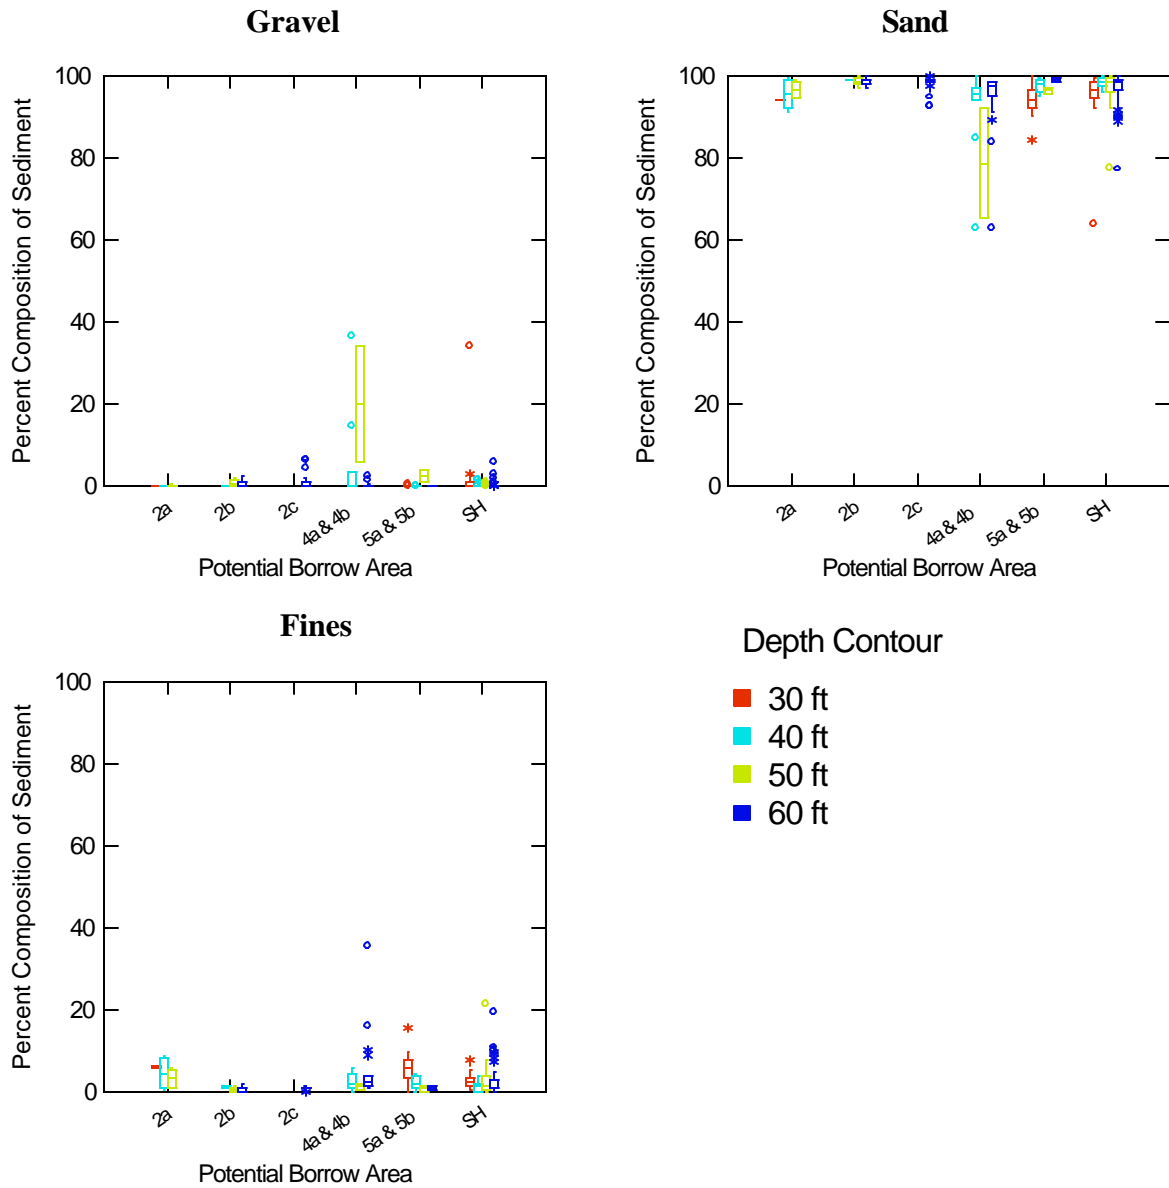 Gravel
Percent Composition of Sediment
100
80
60
40
20
0
2a
2b
2c
4a & 4b
5a & 5b
SH
Potential Borrow Area
Sand
Percent Composition of Sediment
100
80
60
40
20
0
2a
2b
2c
4a & 4b
5a & 5b
SH
Potential Borrow Area
Fines
Percent Composition of Sediment
100
80
60
40
20
0
2a
2b
2c
4a & 4b
5a & 5b
SH
Potential Borrow Area
Depth Contour
30 ft
40 ft
50 ft
60 ft